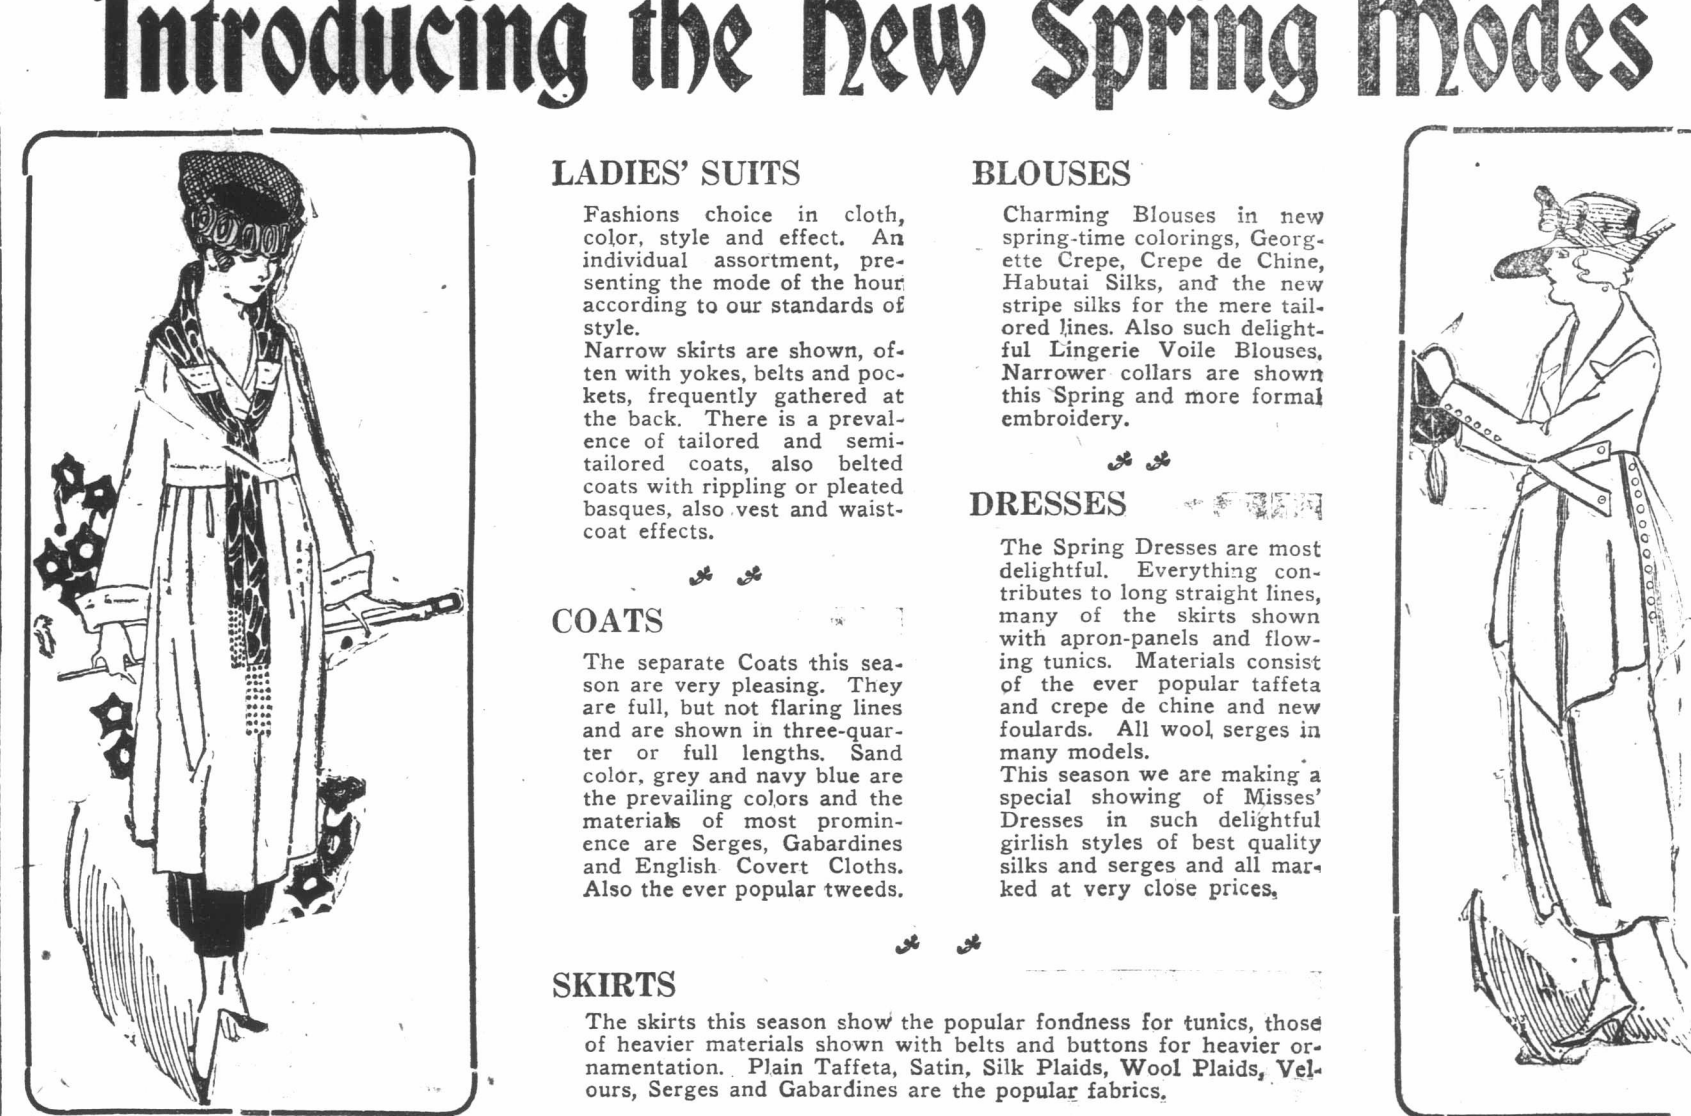 Introducing the New Spring Modes
LADIES' SUITS
Fashions choice in cloth,
color, style and effect. An
individual assortment, pre-
senting the mode of the hour
according to our standards of
style.
Narrow skirts are shown, of-
ten with yokes, belts and poc-
kets, frequently gathered at
the back. There is a preval-
ence of tailored and semi-
tailored coats, also belted
coats with rippling or pleated
basques, also vest and waist-
coat effects.
COATS
The separate Coats this sea-
son are very pleasing. They
are full, but not flaring lines
and are shown in three-quar-
ter or full lengths. Sand
color, grey and navy blue are
the prevailing colors and the
materials of most promin-
ence are Serges, Gabardines
and English Covert Cloths.
Also the ever popular tweeds.
BLOUSES
Charming Blouses in new
spring-time colorings, Georg-
ette Crepe, Crepe de Chine,
Habutai Silks, and the new
stripe silks for the mere tail-
ored lines. Also such delight-
ful Lingerie Voile Blouses.
Narrower collars are shown
this Spring and more formal
embroidery.
DRESSES
The Spring Dresses are most
delightful. Everything con-
tributes to long straight lines,
many of the skirts shown
with apron-panels and flow-
ing tunics. Materials consist
of the ever popular taffeta
and crepe de chine and new
foulards. All wool serges in
many models.
This season we are making a
special showing of Misses'
Dresses in such delightful
girlish styles of best quality
silks and serges and all mar-
ked at very close prices.
SKIRTS
The skirts this season show the popular fondness for tunics, those
of heavier materials shown with belts and buttons for heavier or-
namentation. Plain Taffeta, Satin, Silk Plaids, Wool Plaids, Vel-
ours, Serges and Gabardines are the popular fabrics.